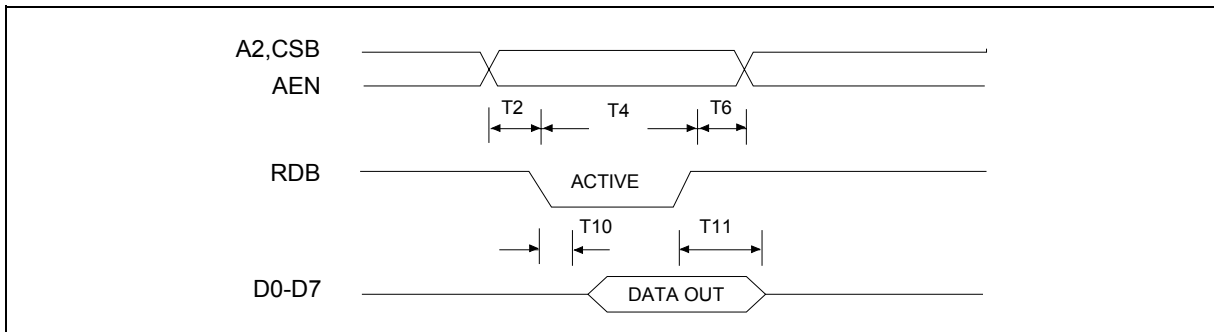 A2,CSB
AEN
T2
T4
T6
RDB
ACTIVE
T10
T11
D0-D7
DATA OUT